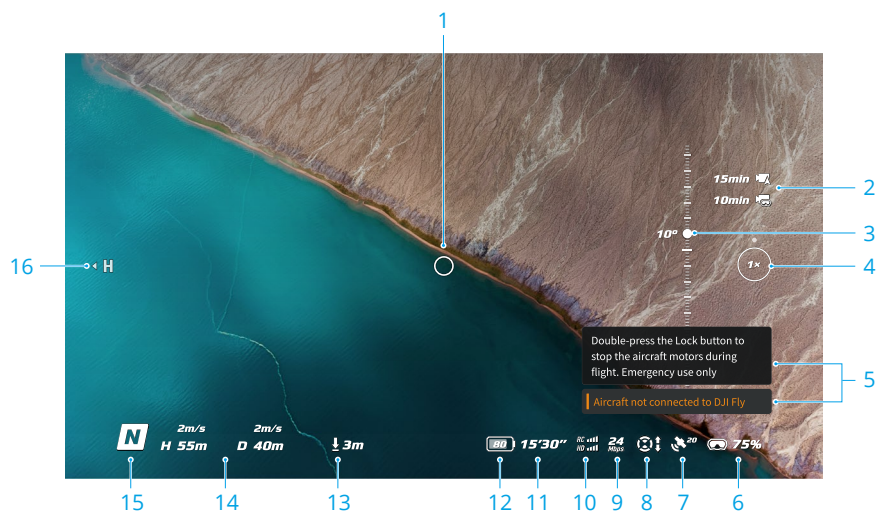 1
15min
2
10min
10°
3
16
H
1×
4
Double-press the Lock button to
stop the aircraft motors during
flight. Emergency use only
5
Aircraft not connected to DJI Fly
N
2m/s
H 55m
2m/s
D 40m
3m
80
15'30"
RC
HD
24
Mbps
20
75%
15
14
13
12
11
10
9
8
7
6